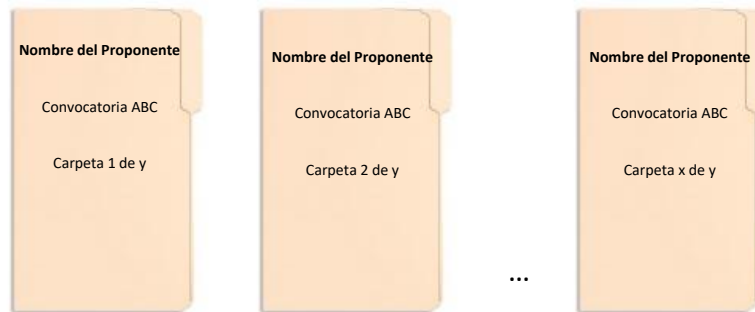 Nombre del Proponente
Convocatoria ABC
Carpeta 1 de y
Nombre del Proponente
Convocatoria ABC
Carpeta 2 de y
...
Nombre del Proponente
Convocatoria ABC
Carpeta x de y